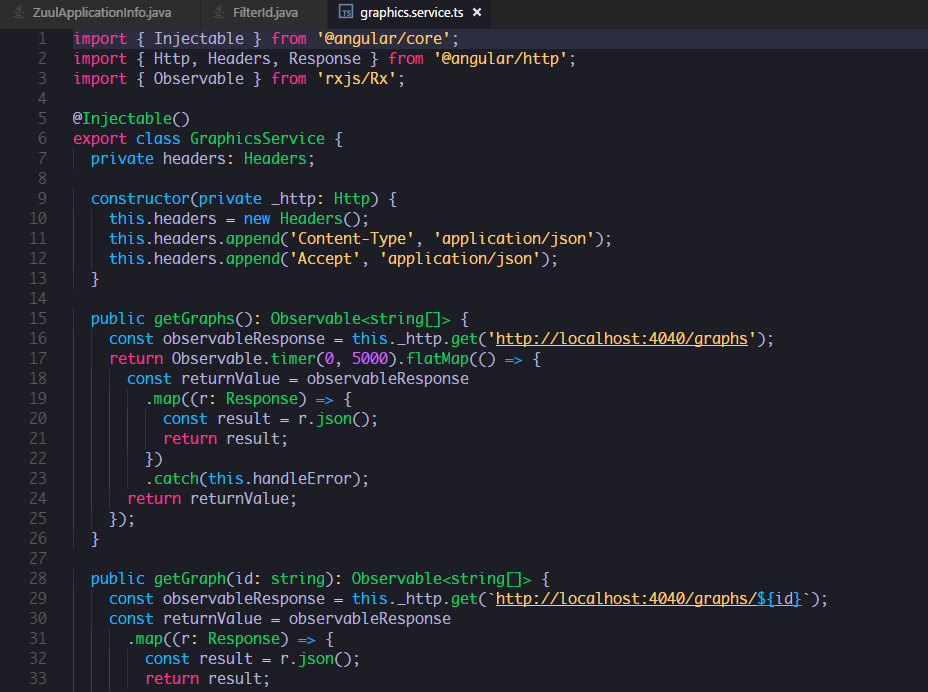 ZuulApplicationInfo.java FilterId.java TS graphics.service.ts ×
1 import { Injectable } from '@angular/core';
2 import { Http, Headers, Response } from '@angular/http';
3 import { Observable } from 'rxjs/Rx';
4
5 @Injectable()
6 export class GraphicsService {
7   private headers: Headers;
8
9   constructor(private _http: Http) {
10     this.headers = new Headers();
11     this.headers.append('Content-Type', 'application/json');
12     this.headers.append('Accept', 'application/json');
13   }
14
15   public getGraphs(): Observable<string[]> {
16     const observableResponse = this._http.get('http://localhost:4040/graphs');
17     return Observable.timer(0, 5000).flatMap(() => {
18       const returnValue = observableResponse
19         .map((r: Response) => {
20           const result = r.json();
21           return result;
22         })
23         .catch(this.handleError);
24       return returnValue;
25     });
26   }
27
28   public getGraph(id: string): Observable<string[]> {
29     const observableResponse = this._http.get(`http://localhost:4040/graphs/${id}`);
30     const returnValue = observableResponse
31       .map((r: Response) => {
32         const result = r.json();
33         return result;